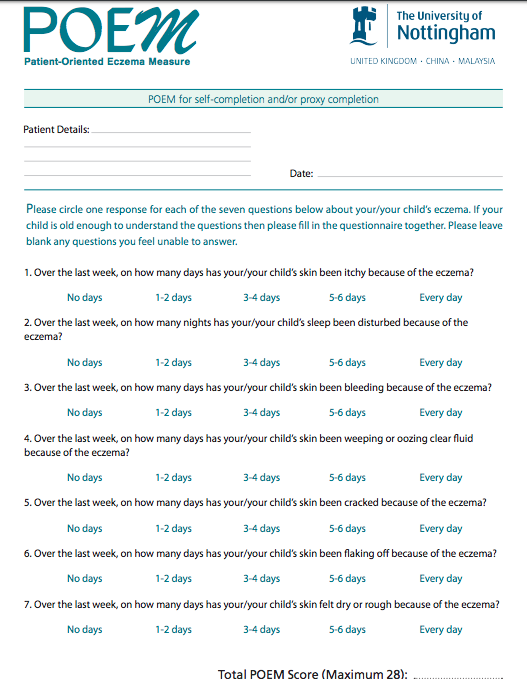 POEM
Patient-Oriented Eczema Measure
The University of
Nottingham
UNITED KINGDOM · CHINA · MALAYSIA
POEM for self-completion and/or proxy completion
Patient Details:
Date:
Please circle one response for each of the seven questions below about your/your child's eczema. If your
child is old enough to understand the questions then please fill in the questionnaire together. Please leave
blank any questions you feel unable to answer.
1. Over the last week, on how many days has your/your child's skin been itchy because of the eczema?
No days 1-2 days 3-4 days 5-6 days Every day
2. Over the last week, on how many nights has your/your child's sleep been disturbed because of the
eczema?
No days 1-2 days 3-4 days 5-6 days Every day
3. Over the last week, on how many days has your/your child's skin been bleeding because of the eczema?
No days 1-2 days 3-4 days 5-6 days Every day
4. Over the last week, on how many days has your/your child's skin been weeping or oozing clear fluid
because of the eczema?
No days 1-2 days 3-4 days 5-6 days Every day
5. Over the last week, on how many days has your/your child's skin been cracked because of the eczema?
No days 1-2 days 3-4 days 5-6 days Every day
6. Over the last week, on how many days has your/your child's skin been flaking off because of the eczema?
No days 1-2 days 3-4 days 5-6 days Every day
7. Over the last week, on how many days has your/your child's skin felt dry or rough because of the eczema?
No days 1-2 days 3-4 days 5-6 days Every day
Total POEM Score (Maximum 28):